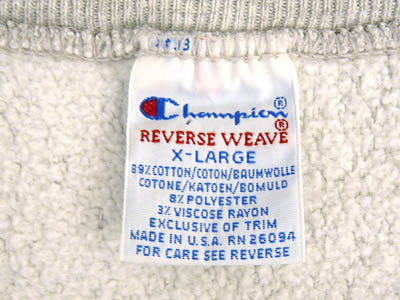 Champion®
REVERSE WEAVE®
X-LARGE
89% COTTON/COTON/BAUMWOLLE
COTONE/KATOEN/BOMULD
8% POLYESTER
3% VISCOSE RAYON
EXCLUSIVE OF TRIM
MADE IN U.S.A. RN 26094
FOR CARE SEE REVERSE